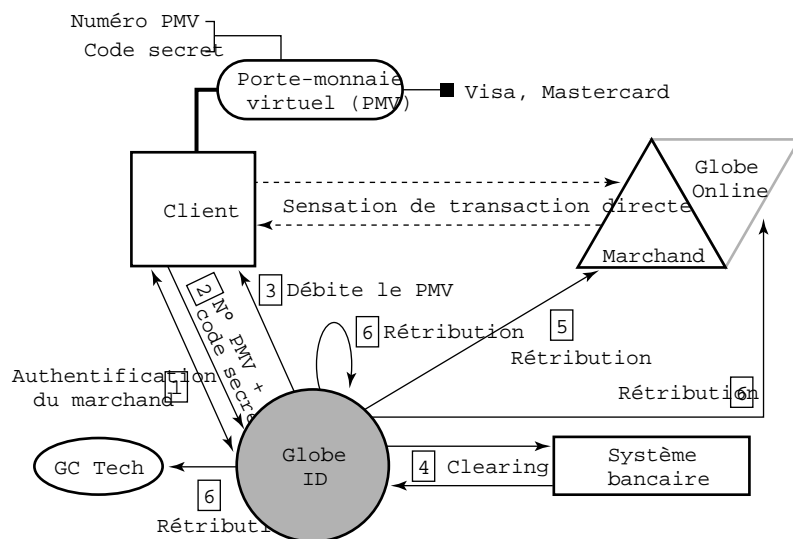 Numéro PMV
Code secret
Porte-monnaie
virtuel (PMV)
Visa, Mastercard
Globe
Online
Client
Sensation de transaction directe
Marchand
3 Débite le PMV
2 N° PMV +
code secre
6 Rétribution
5
Rétribution
Authentification
1
du marchand
Rétribution
6
Globe
ID
GC Tech
4 Clearing
Système
bancaire
6
Rétributi